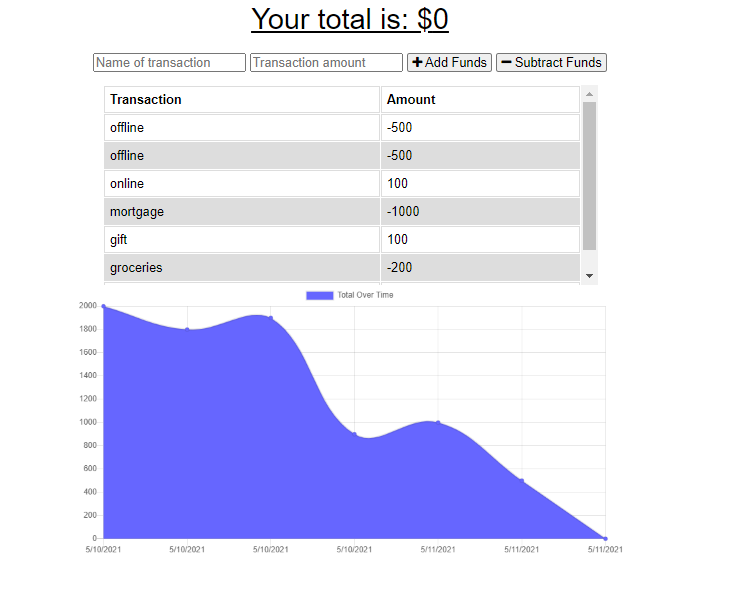 Your total is: $0
Name of transaction Transaction amount + Add Funds − Subtract Funds
Transaction Amount
offline -500
offline -500
online 100
mortgage -1000
gift 100
groceries -200
Total Over Time
2000
1800
1600
1400
1200
1000
800
600
400
200
0
5/10/2021 5/10/2021 5/10/2021 5/10/2021 5/11/2021 5/11/2021 5/11/2021